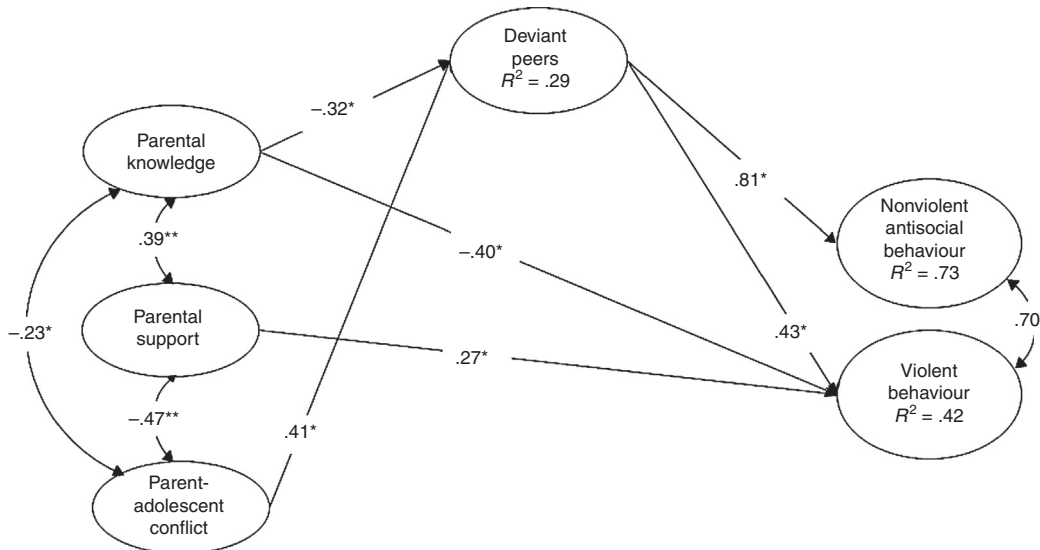 Deviant
peers
R² = .29
–.32*
Parental
knowledge
.81*
Nonviolent
antisocial
behaviour
R² = .73
.39**
–.40*
Parental
support
–.23*
.27*
.43*
.70
Violent
behaviour
R² = .42
–.47**
.41*
Parent-
adolescent
conflict